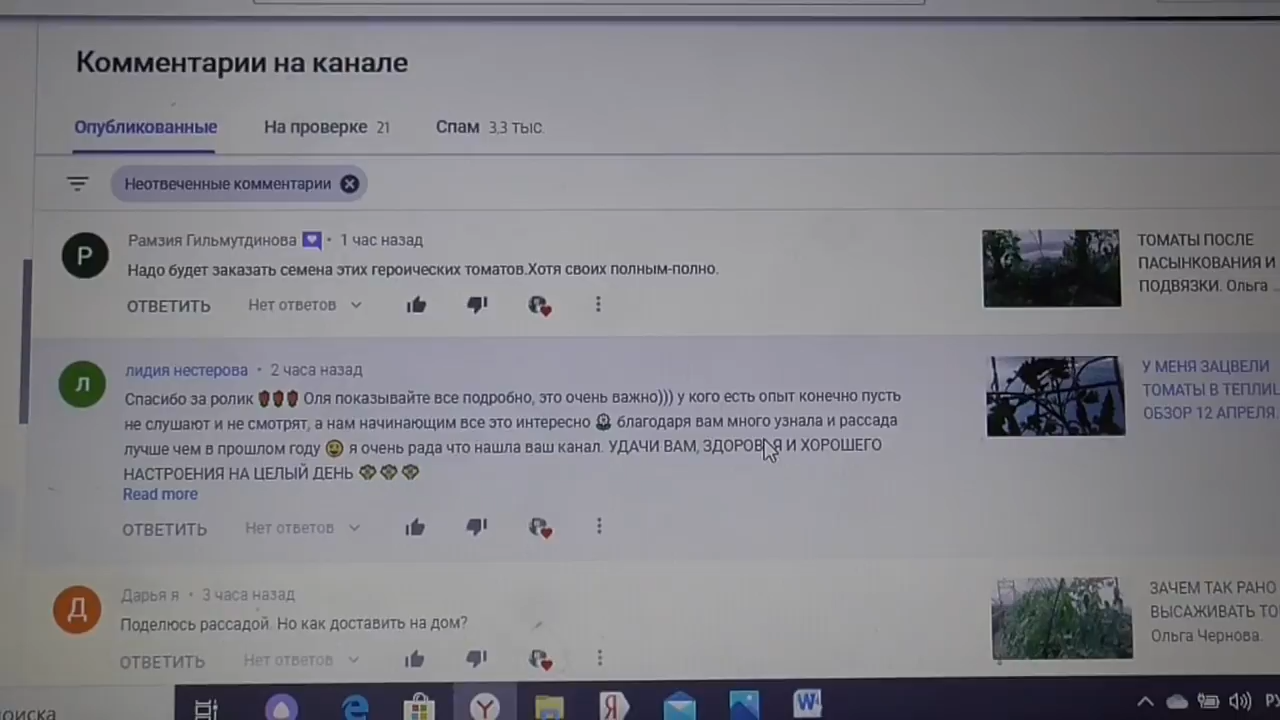 Комментарии на канале
Опубликованные На проверке 21 Спам 3,3 тыс.
Неотвеченные комментарии
Р Рамзия Гильмутдинова • 1 час назад
Надо будет заказать семена этих героических томатов.Хотя своих полным-полно.
ОТВЕТИТЬ Нет ответов
ТОМАТЫ ПОСЛЕ
ПАСЫНКОВАНИЯ И
ПОДВЯЗКИ. Ольга ...
Л лидия нестерова • 2 часа назад
Спасибо за ролик 🌹🌹🌹 Оля показывайте все подробно, это очень важно))) у кого есть опыт конечно пусть
не слушают и не смотрят, а нам начинающим все это интересно благодаря вам много узнала и рассада
лучше чем в прошлом году я очень рада что нашла ваш канал. УДАЧИ ВАМ, ЗДОРОВЬЯ И ХОРОШЕГО
НАСТРОЕНИЯ НА ЦЕЛЫЙ ДЕНЬ 💐💐💐
Read more
ОТВЕТИТЬ Нет ответов
У МЕНЯ ЗАЦВЕЛИ
ТОМАТЫ В ТЕПЛИЦ
ОБЗОР 12 АПРЕЛЯ.
Д Дарья я • 3 часа назад
Поделюсь рассадой. Но как доставить на дом?
ОТВЕТИТЬ Нет ответов
ЗАЧЕМ ТАК РАНО
ВЫСАЖИВАТЬ ТО
Ольга Чернова.
оиска Я W РУ